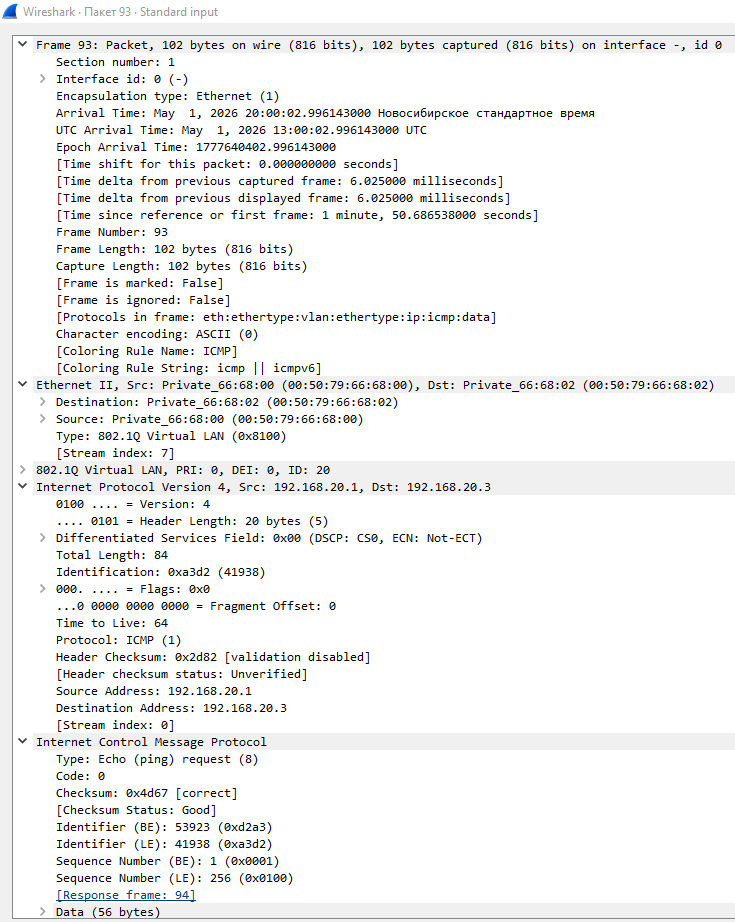 Wireshark · Пакет 93 · Standard input
Frame 93: Packet, 102 bytes on wire (816 bits), 102 bytes captured (816 bits) on interface -, id 0
Section number: 1
Interface id: 0 (-)
Encapsulation type: Ethernet (1)
Arrival Time: May  1, 2026 20:00:02.996143000 Новосибирское стандартное время
UTC Arrival Time: May  1, 2026 13:00:02.996143000 UTC
Epoch Arrival Time: 1777640402.996143000
[Time shift for this packet: 0.000000000 seconds]
[Time delta from previous captured frame: 6.025000 milliseconds]
[Time delta from previous displayed frame: 6.025000 milliseconds]
[Time since reference or first frame: 1 minute, 50.686538000 seconds]
Frame Number: 93
Frame Length: 102 bytes (816 bits)
Capture Length: 102 bytes (816 bits)
[Frame is marked: False]
[Frame is ignored: False]
[Protocols in frame: eth:ethertype:vlan:ethertype:ip:icmp:data]
Character encoding: ASCII (0)
[Coloring Rule Name: ICMP]
[Coloring Rule String: icmp || icmpv6]
Ethernet II, Src: Private_66:68:00 (00:50:79:66:68:00), Dst: Private_66:68:02 (00:50:79:66:68:02)
Destination: Private_66:68:02 (00:50:79:66:68:02)
Source: Private_66:68:00 (00:50:79:66:68:00)
Type: 802.1Q Virtual LAN (0x8100)
[Stream index: 7]
802.1Q Virtual LAN, PRI: 0, DEI: 0, ID: 20
Internet Protocol Version 4, Src: 192.168.20.1, Dst: 192.168.20.3
0100 .... = Version: 4
.... 0101 = Header Length: 20 bytes (5)
Differentiated Services Field: 0x00 (DSCP: CS0, ECN: Not-ECT)
Total Length: 84
Identification: 0xa3d2 (41938)
000. .... = Flags: 0x0
...0 0000 0000 0000 = Fragment Offset: 0
Time to Live: 64
Protocol: ICMP (1)
Header Checksum: 0x2d82 [validation disabled]
[Header checksum status: Unverified]
Source Address: 192.168.20.1
Destination Address: 192.168.20.3
[Stream index: 0]
Internet Control Message Protocol
Type: Echo (ping) request (8)
Code: 0
Checksum: 0x4d67 [correct]
[Checksum Status: Good]
Identifier (BE): 53923 (0xd2a3)
Identifier (LE): 41938 (0xa3d2)
Sequence Number (BE): 1 (0x0001)
Sequence Number (LE): 256 (0x0100)
[Response frame: 94]
Data (56 bytes)